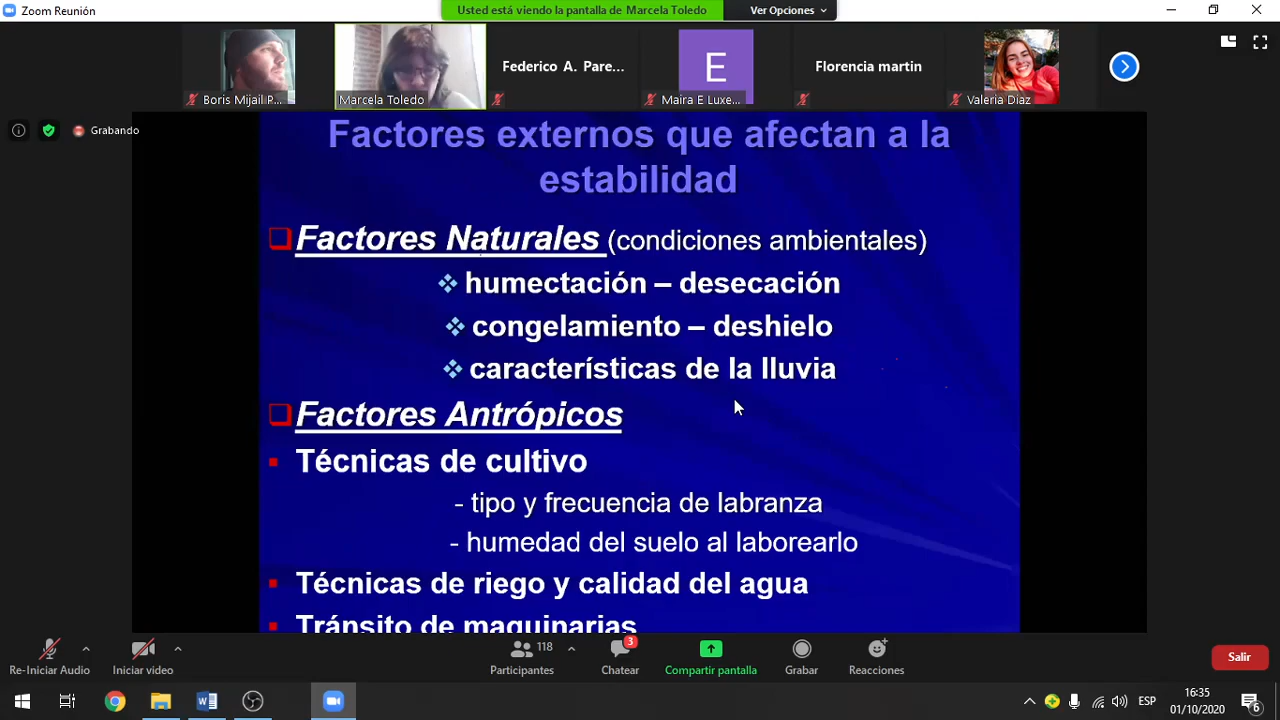 Zoom Reunión
Usted está viendo la pantalla de Marcela Toledo
Ver Opciones
Boris Mijail P...
Marcela Toledo
Federico A. Pare...
E
Maira E Luxe...
Florencia martin
Valeria Diaz
Grabando
Factores externos que afectan a la
estabilidad
Factores Naturales (condiciones ambientales)
humectación – desecación
congelamiento – deshielo
características de la lluvia
Factores Antrópicos
Técnicas de cultivo
- tipo y frecuencia de labranza
- humedad del suelo al laborearlo
Técnicas de riego y calidad del agua
Tránsito de maquinarias
118
3
Re-Iniciar Audio
Iniciar video
Participantes
Chatear
Compartir pantalla
Grabar
Reacciones
Salir
ESP
16:35
01/10/2020
6